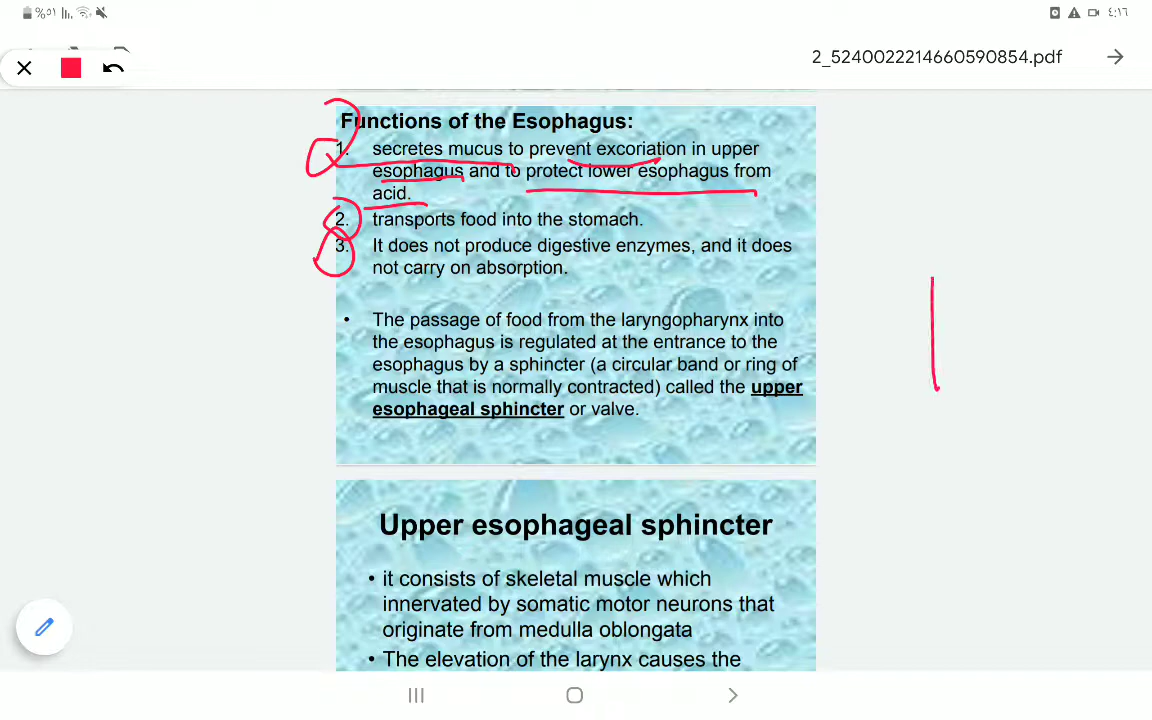 %٥١ ٤:١٦
2_5240022214660590854.pdf
Functions of the Esophagus:
1. secretes mucus to prevent excoriation in upper
esophagus and to protect lower esophagus from
acid.
2. transports food into the stomach.
3. It does not produce digestive enzymes, and it does
not carry on absorption.
• The passage of food from the laryngopharynx into
the esophagus is regulated at the entrance to the
esophagus by a sphincter (a circular band or ring of
muscle that is normally contracted) called the upper
esophageal sphincter or valve.
Upper esophageal sphincter
• it consists of skeletal muscle which
innervated by somatic motor neurons that
originate from medulla oblongata
• The elevation of the larynx causes the